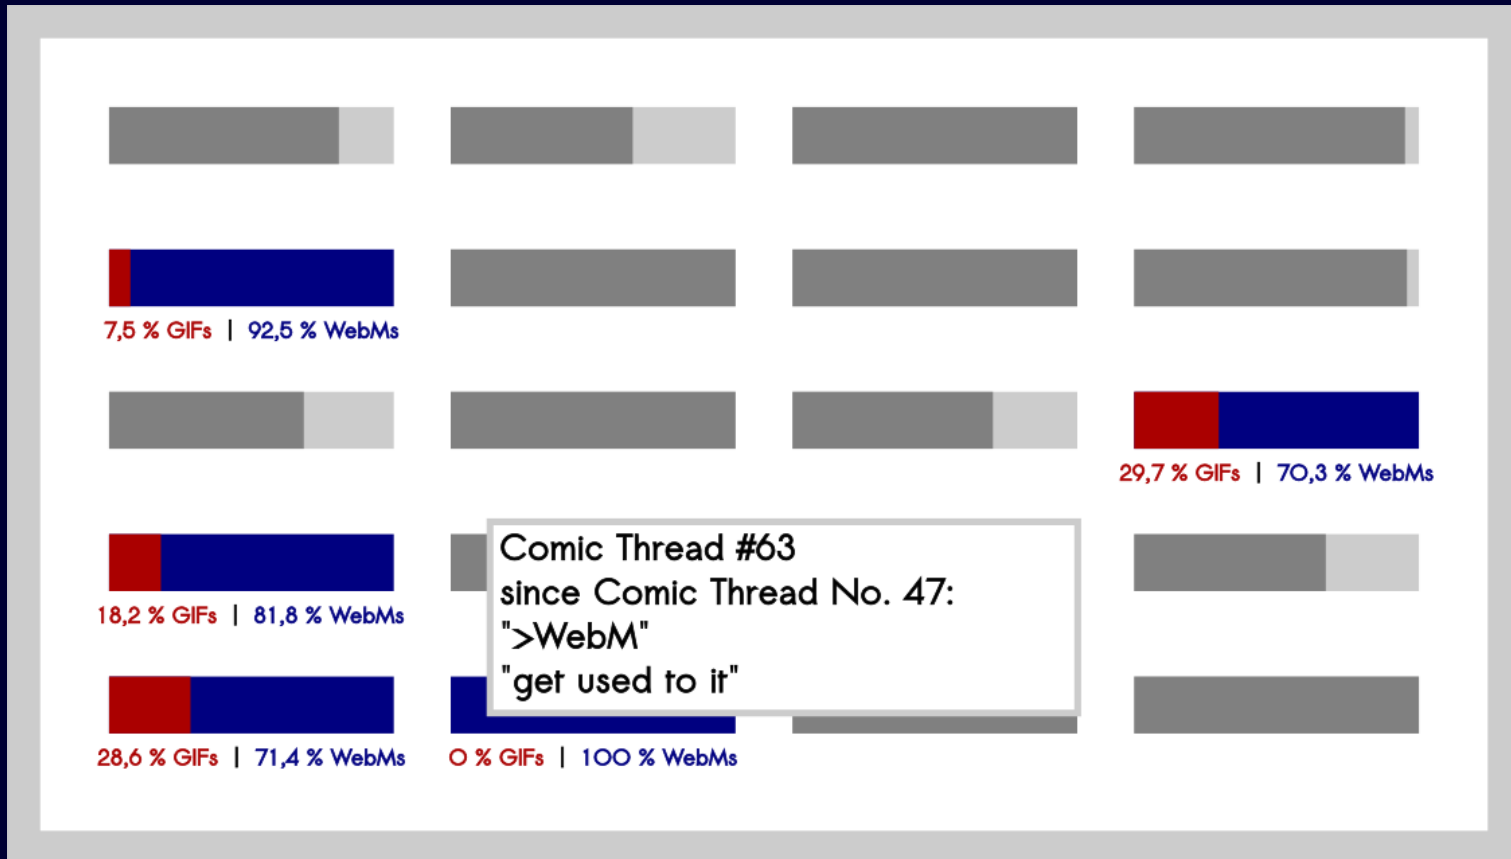 7,5 % GIFs | 92,5 % WebMs
29,7 % GIFs | 70,3 % WebMs
Comic Thread #63
since Comic Thread No. 47:
">WebM"
"get used to it"
18,2 % GIFs | 81,8 % WebMs
28,6 % GIFs | 71,4 % WebMs
0 % GIFs | 100 % WebMs